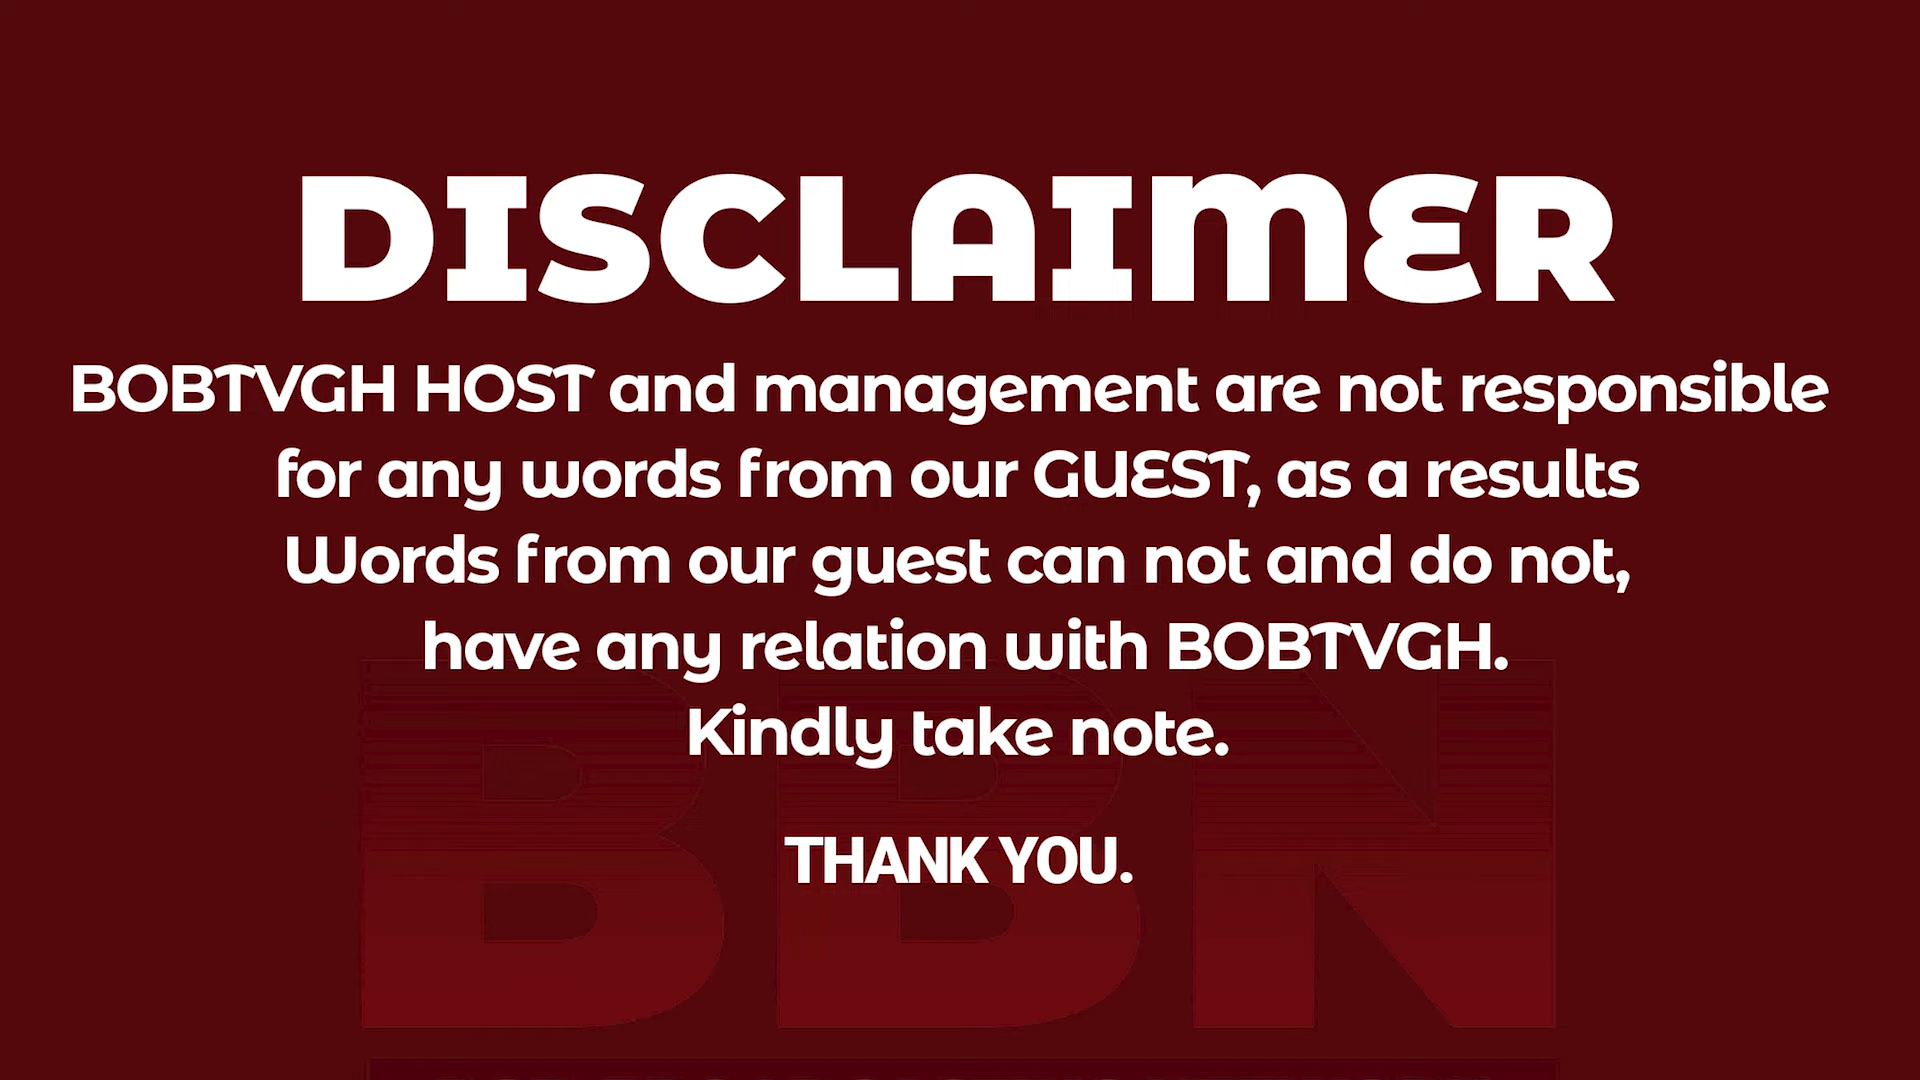 DISCLAIMER
BOBTVGH HOST and management are not responsible
for any words from our GUEST, as a results
Words from our guest can not and do not,
have any relation with BOBTVGH.
Kindly take note.
THANK YOU.
BBN